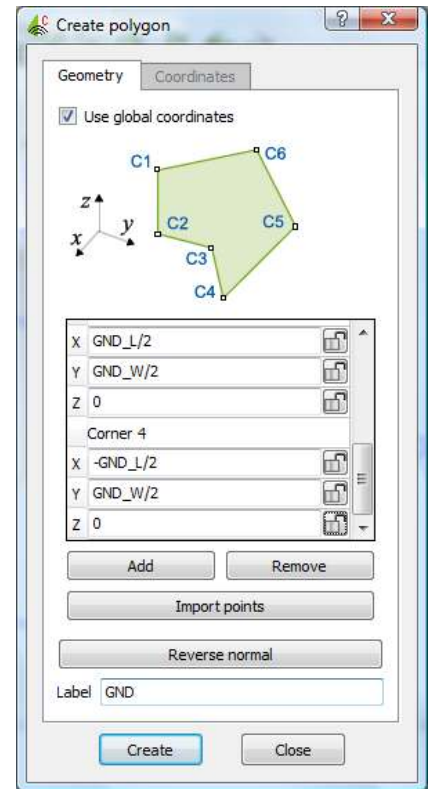 Create polygon
Geometry Coordinates
Use global coordinates
C1
C6
z
y
x
C2
C5
C3
C4
X GND_L/2
Y GND_W/2
Z 0
Corner 4
X -GND_L/2
Y GND_W/2
Z 0
Add Remove
Import points
Reverse normal
Label GND
Create Close